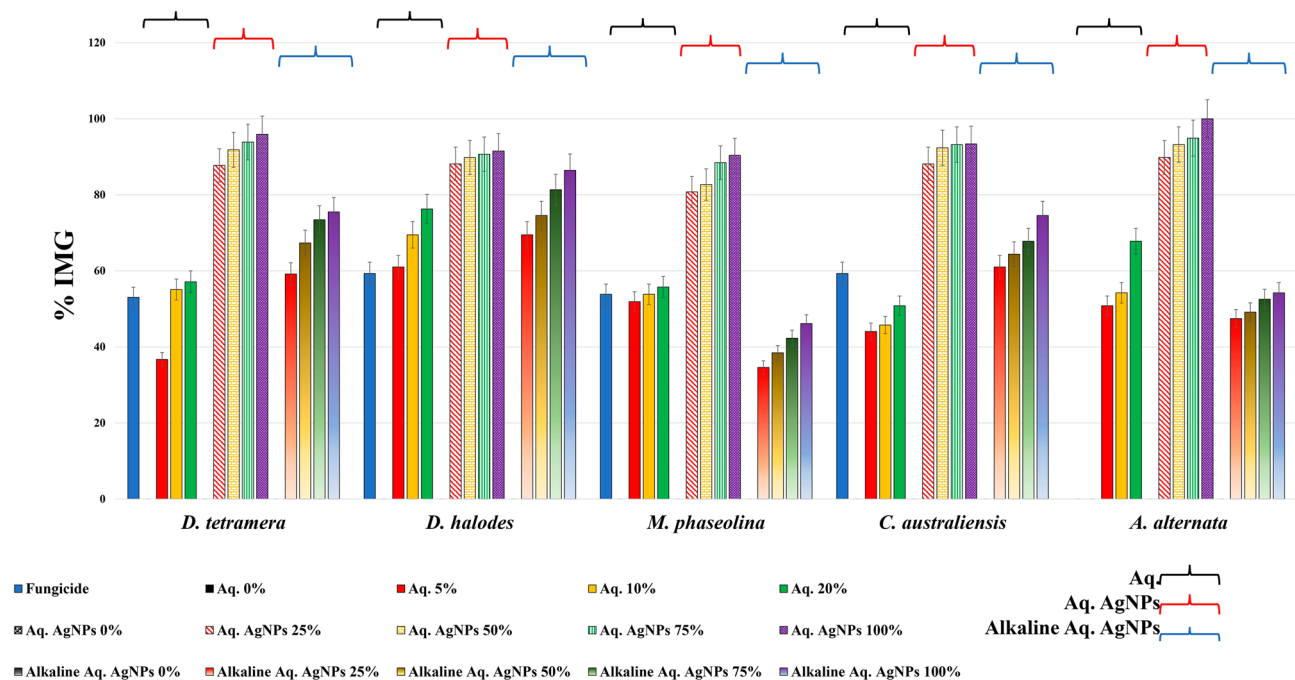 120
100
80
60
40
20
0
% IMG
D. tetramera D. halodes M. phaseolina C. australiensis A. alternata
Fungicide Aq. 0% Aq. 5% Aq. 10% Aq. 20%
Aq. AgNPs 0% Aq. AgNPs 25% Aq. AgNPs 50% Aq. AgNPs 75% Aq. AgNPs 100%
Alkaline Aq. AgNPs 0% Alkaline Aq. AgNPs 25% Alkaline Aq. AgNPs 50% Alkaline Aq. AgNPs 75% Alkaline Aq. AgNPs 100%
Aq.
Aq. AgNPs
Alkaline Aq. AgNPs